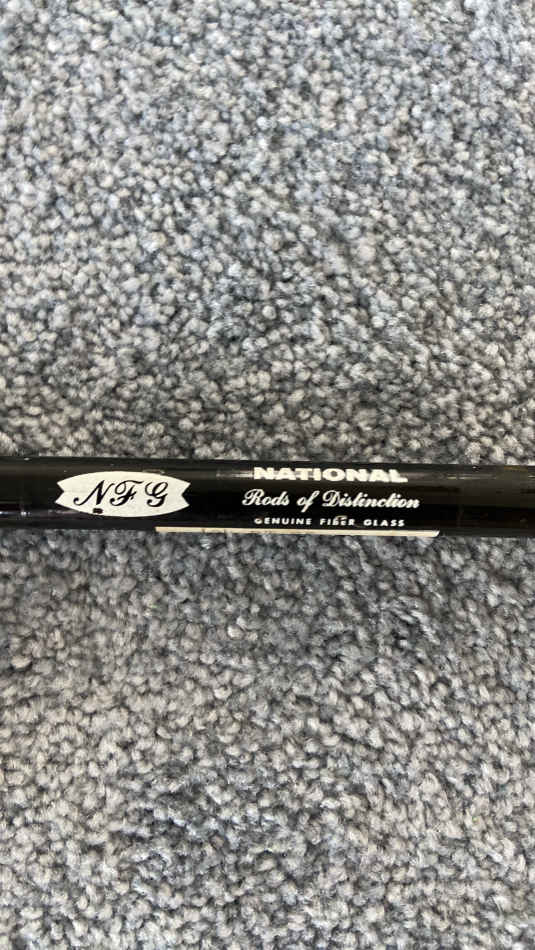 NFG
NATIONAL
Rods of Distinction
GENUINE FIBER GLASS